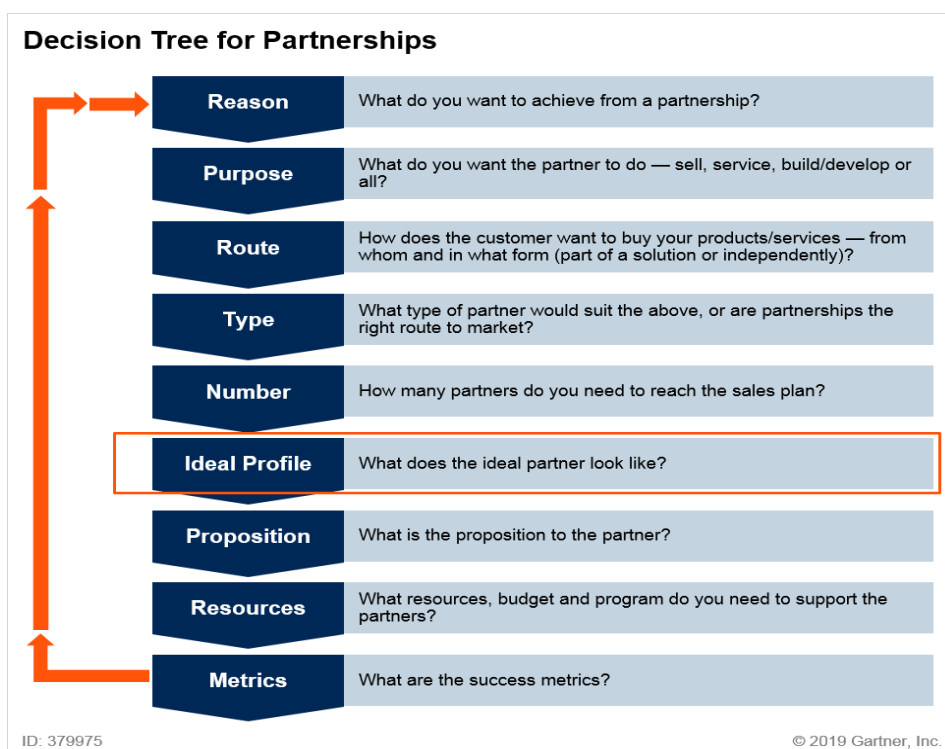 Decision Tree for Partnerships
Reason
What do you want to achieve from a partnership?
Purpose
What do you want the partner to do — sell, service, build/develop or
all?
Route
How does the customer want to buy your products/services — from
whom and in what form (part of a solution or independently)?
Type
What type of partner would suit the above, or are partnerships the
right route to market?
Number
How many partners do you need to reach the sales plan?
Ideal Profile
What does the ideal partner look like?
Proposition
What is the proposition to the partner?
Resources
What resources, budget and program do you need to support the
partners?
Metrics
What are the success metrics?
ID: 379975
© 2019 Gartner, Inc.